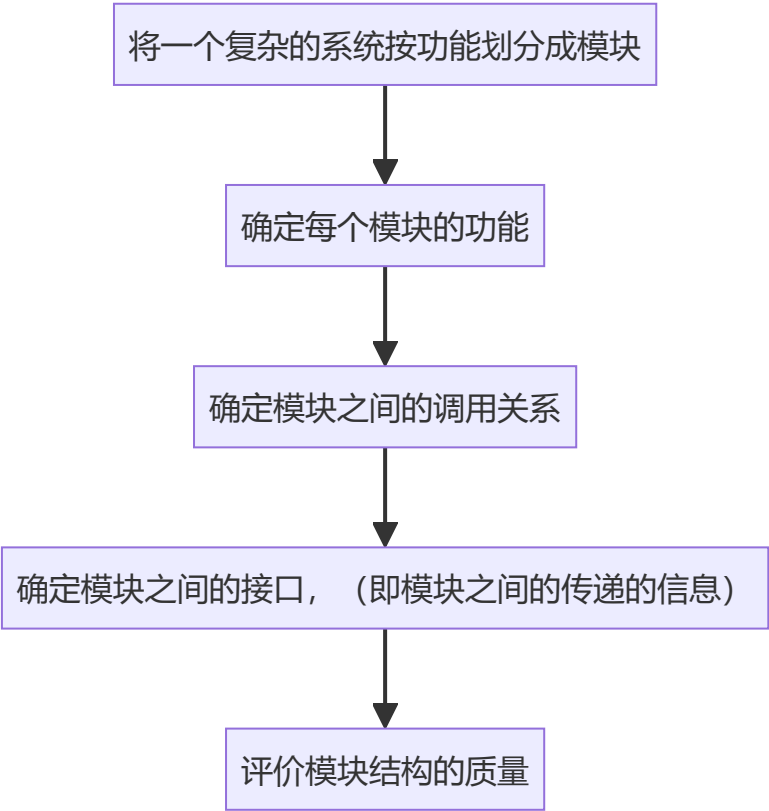 将一个复杂的系统按功能划分成模块
确定每个模块的功能
确定模块之间的调用关系
确定模块之间的接口，（即模块之间的传递的信息）
评价模块结构的质量